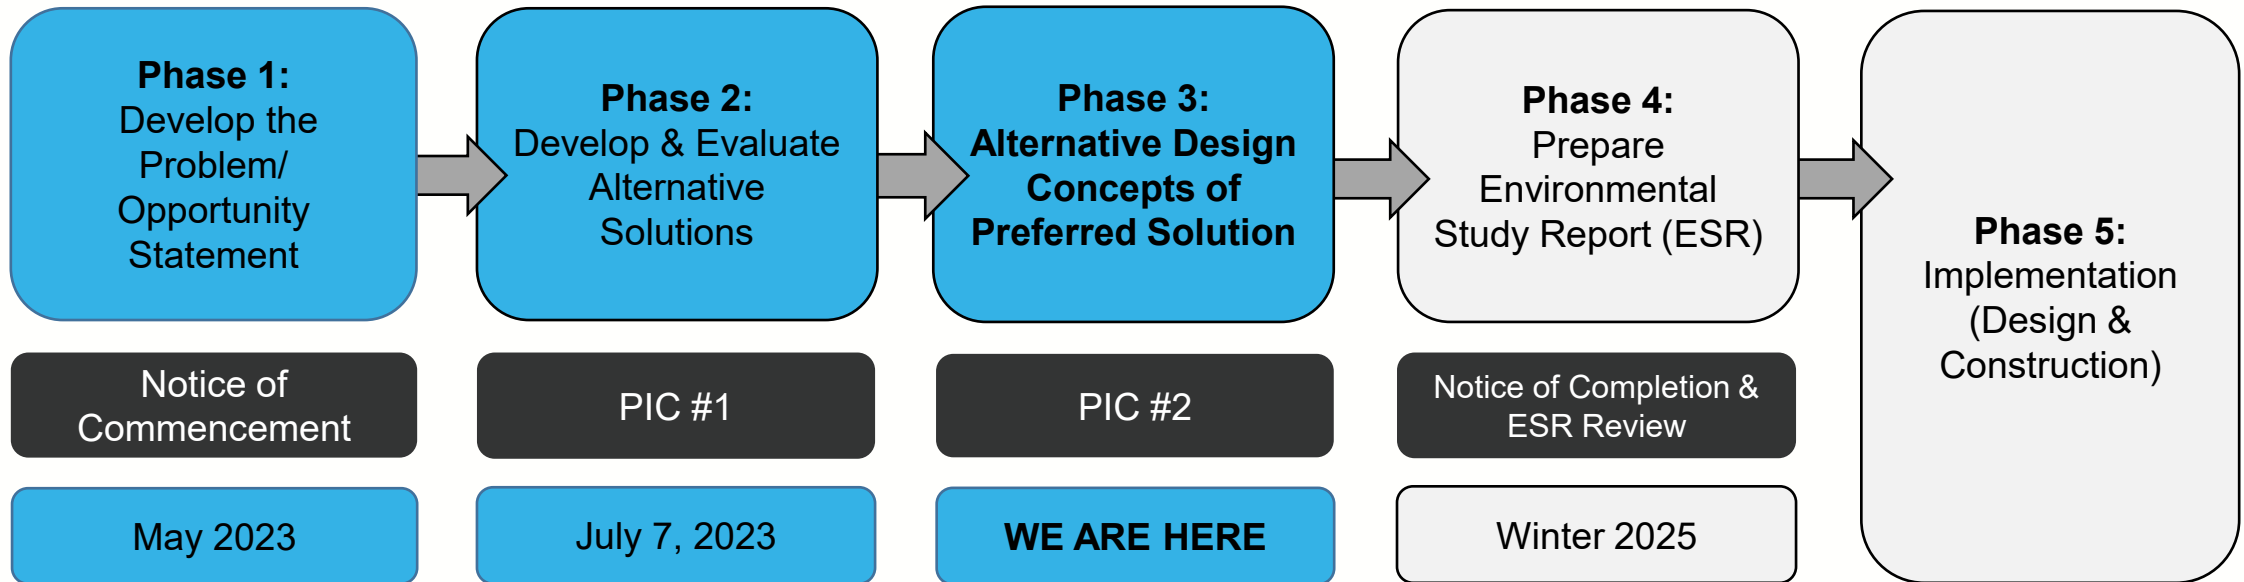 Phase 1:
Develop the
Problem/
Opportunity
Statement
Phase 2:
Develop & Evaluate
Alternative
Solutions
Phase 3:
Alternative Design
Concepts of
Preferred Solution
Phase 4:
Prepare
Environmental
Study Report (ESR)
Phase 5:
Implementation
(Design &
Construction)
Notice of
Commencement
PIC #1
PIC #2
Notice of Completion &
ESR Review
May 2023
July 7, 2023
WE ARE HERE
Winter 2025